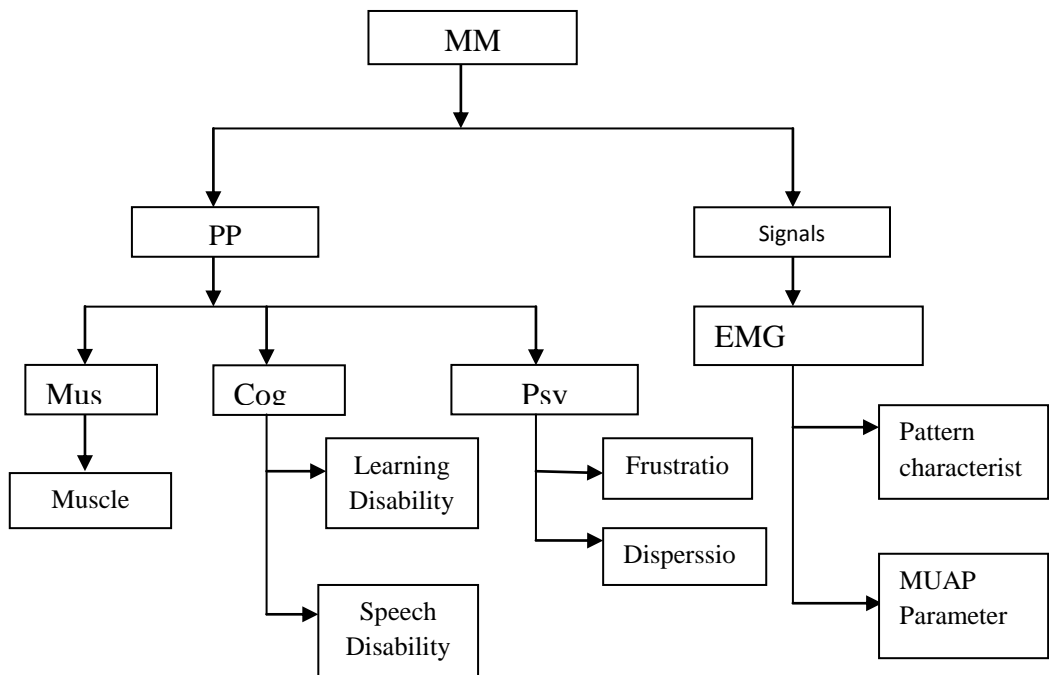 MM
PP
Signals
Mus
Cog
Psy
EMG
Muscle
Learning
Disability
Speech
Disability
Frustratio
Disperssio
Pattern
characterist
MUAP
Parameter